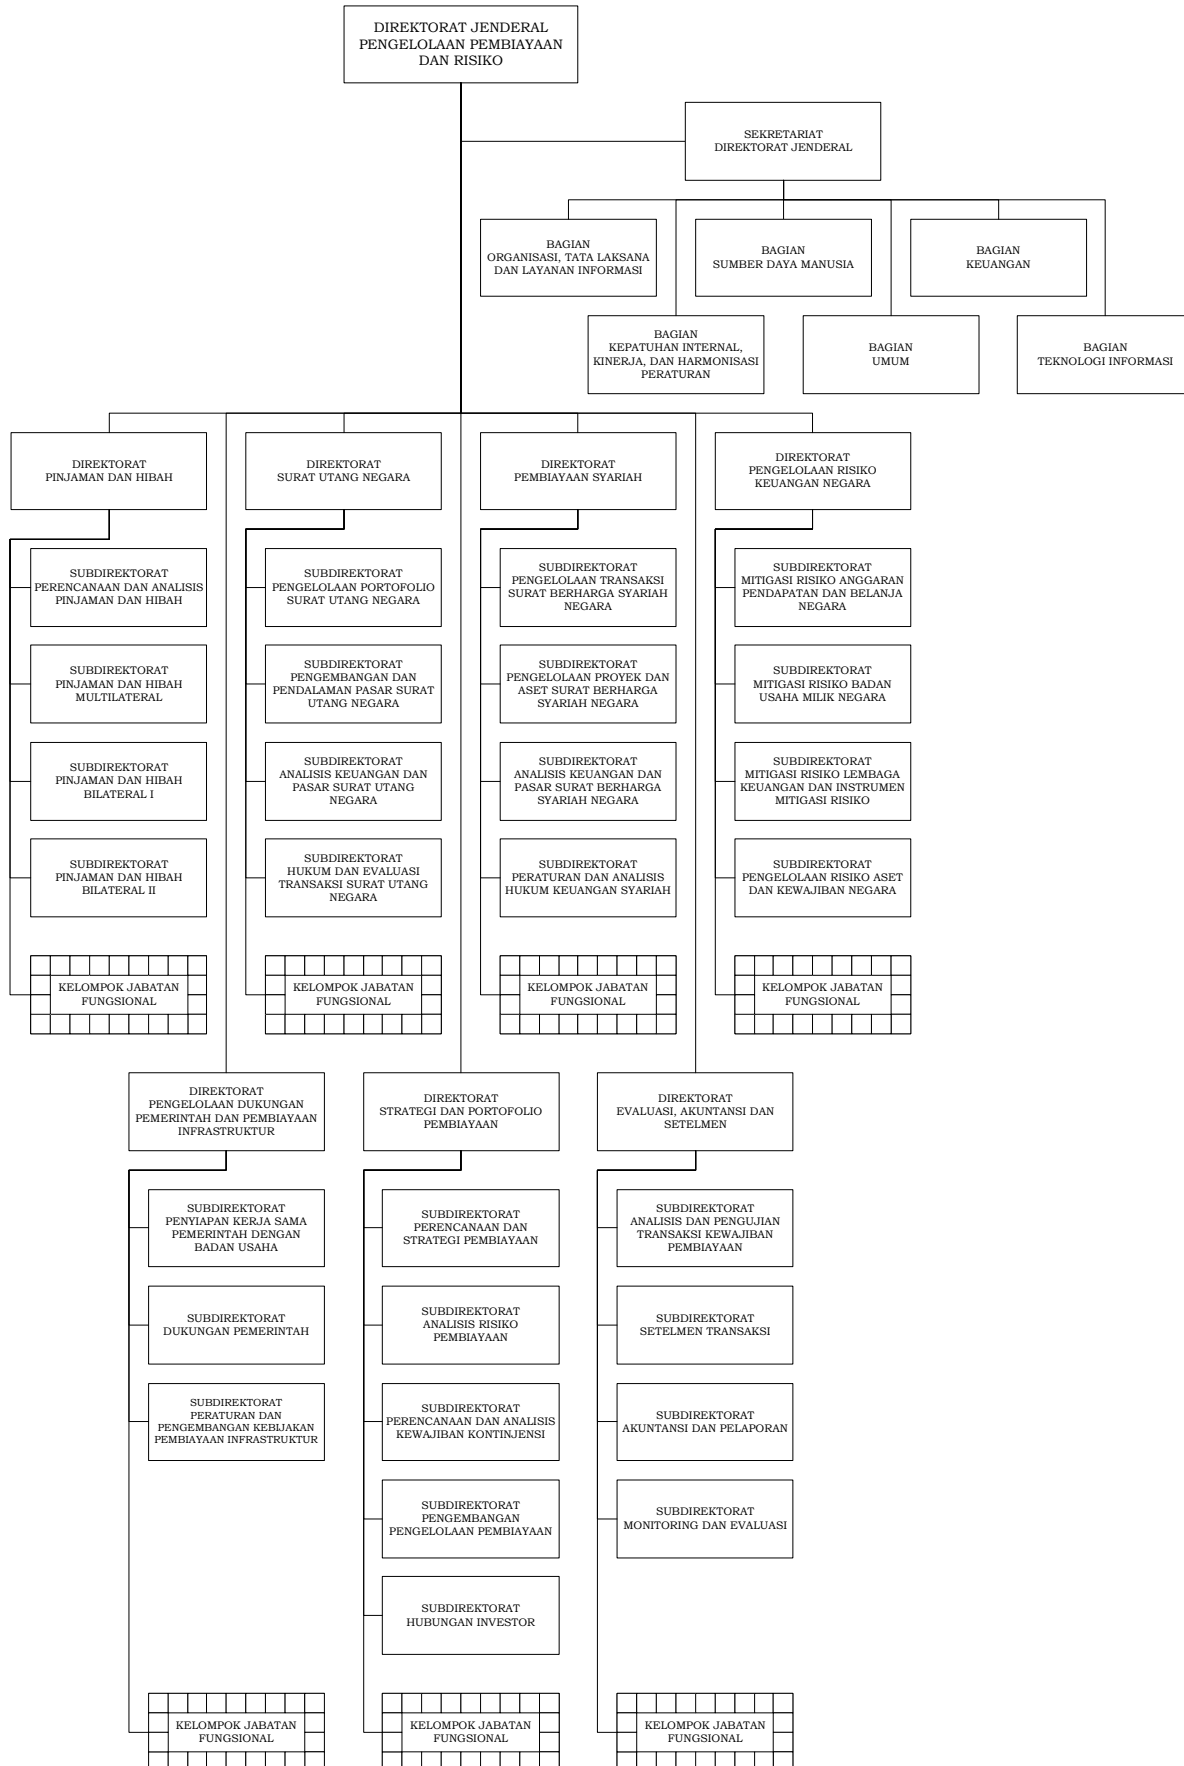 DIREKTORAT JENDERAL
PENGELOLAAN PEMBIAYAAN
DAN RISIKO
SEKRETARIAT
DIREKTORAT JENDERAL
BAGIAN
ORGANISASI, TATA LAKSANA
DAN LAYANAN INFORMASI
BAGIAN
SUMBER DAYA MANUSIA
BAGIAN
KEUANGAN
BAGIAN
KEPATUHAN INTERNAL,
KINERJA, DAN HARMONISASI
PERATURAN
BAGIAN
UMUM
BAGIAN
TEKNOLOGI INFORMASI
DIREKTORAT
PINJAMAN DAN HIBAH
DIREKTORAT
SURAT UTANG NEGARA
DIREKTORAT
PEMBIAYAAN SYARIAH
DIREKTORAT
PENGELOLAAN RISIKO
KEUANGAN NEGARA
SUBDIREKTORAT
PERENCANAAN DAN ANALISIS
PINJAMAN DAN HIBAH
SUBDIREKTORAT
PENGELOLAAN PORTOFOLIO
SURAT UTANG NEGARA
SUBDIREKTORAT
PENGELOLAAN TRANSAKSI
SURAT BERHARGA SYARIAH
NEGARA
SUBDIREKTORAT
MITIGASI RISIKO ANGGARAN
PENDAPATAN DAN BELANJA
NEGARA
SUBDIREKTORAT
PINJAMAN DAN HIBAH
MULTILATERAL
SUBDIREKTORAT
PENGEMBANGAN DAN
PENDALAMAN PASAR SURAT
UTANG NEGARA
SUBDIREKTORAT
PENGELOLAAN PROYEK DAN
ASET SURAT BERHARGA
SYARIAH NEGARA
SUBDIREKTORAT
MITIGASI RISIKO BADAN
USAHA MILIK NEGARA
SUBDIREKTORAT
PINJAMAN DAN HIBAH
BILATERAL I
SUBDIREKTORAT
ANALISIS KEUANGAN DAN
PASAR SURAT UTANG
NEGARA
SUBDIREKTORAT
ANALISIS KEUANGAN DAN
PASAR SURAT BERHARGA
SYARIAH NEGARA
SUBDIREKTORAT
MITIGASI RISIKO LEMBAGA
KEUANGAN DAN INSTRUMEN
MITIGASI RISIKO
SUBDIREKTORAT
PINJAMAN DAN HIBAH
BILATERAL II
SUBDIREKTORAT
HUKUM DAN EVALUASI
TRANSAKSI SURAT UTANG
NEGARA
SUBDIREKTORAT
PERATURAN DAN ANALISIS
HUKUM KEUANGAN SYARIAH
SUBDIREKTORAT
PENGELOLAAN RISIKO ASET
DAN KEWAJIBAN NEGARA
KELOMPOK JABATAN
FUNGSIONAL
KELOMPOK JABATAN
FUNGSIONAL
KELOMPOK JABATAN
FUNGSIONAL
KELOMPOK JABATAN
FUNGSIONAL
DIREKTORAT
PENGELOLAAN DUKUNGAN
PEMERINTAH DAN PEMBIAYAAN
INFRASTRUKTUR
DIREKTORAT
STRATEGI DAN PORTOFOLIO
PEMBIAYAAN
DIREKTORAT
EVALUASI, AKUNTANSI DAN
SETELMEN
SUBDIREKTORAT
PENYIAPAN KERJA SAMA
PEMERINTAH DENGAN
BADAN USAHA
SUBDIREKTORAT
PERENCANAAN DAN
STRATEGI PEMBIAYAAN
SUBDIREKTORAT
ANALISIS DAN PENGUJIAN
TRANSAKSI KEWAJIBAN
PEMBIAYAAN
SUBDIREKTORAT
DUKUNGAN PEMERINTAH
SUBDIREKTORAT
ANALISIS RISIKO
PEMBIAYAAN
SUBDIREKTORAT
SETELMEN TRANSAKSI
SUBDIREKTORAT
PERATURAN DAN
PENGEMBANGAN KEBIJAKAN
PEMBIAYAAN INFRASTRUKTUR
SUBDIREKTORAT
PERENCANAAN DAN ANALISIS
KEWAJIBAN KONTINJENSI
SUBDIREKTORAT
AKUNTANSI DAN PELAPORAN
SUBDIREKTORAT
PENGEMBANGAN
PENGELOLAAN PEMBIAYAAN
SUBDIREKTORAT
MONITORING DAN EVALUASI
SUBDIREKTORAT
HUBUNGAN INVESTOR
KELOMPOK JABATAN
FUNGSIONAL
KELOMPOK JABATAN
FUNGSIONAL
KELOMPOK JABATAN
FUNGSIONAL